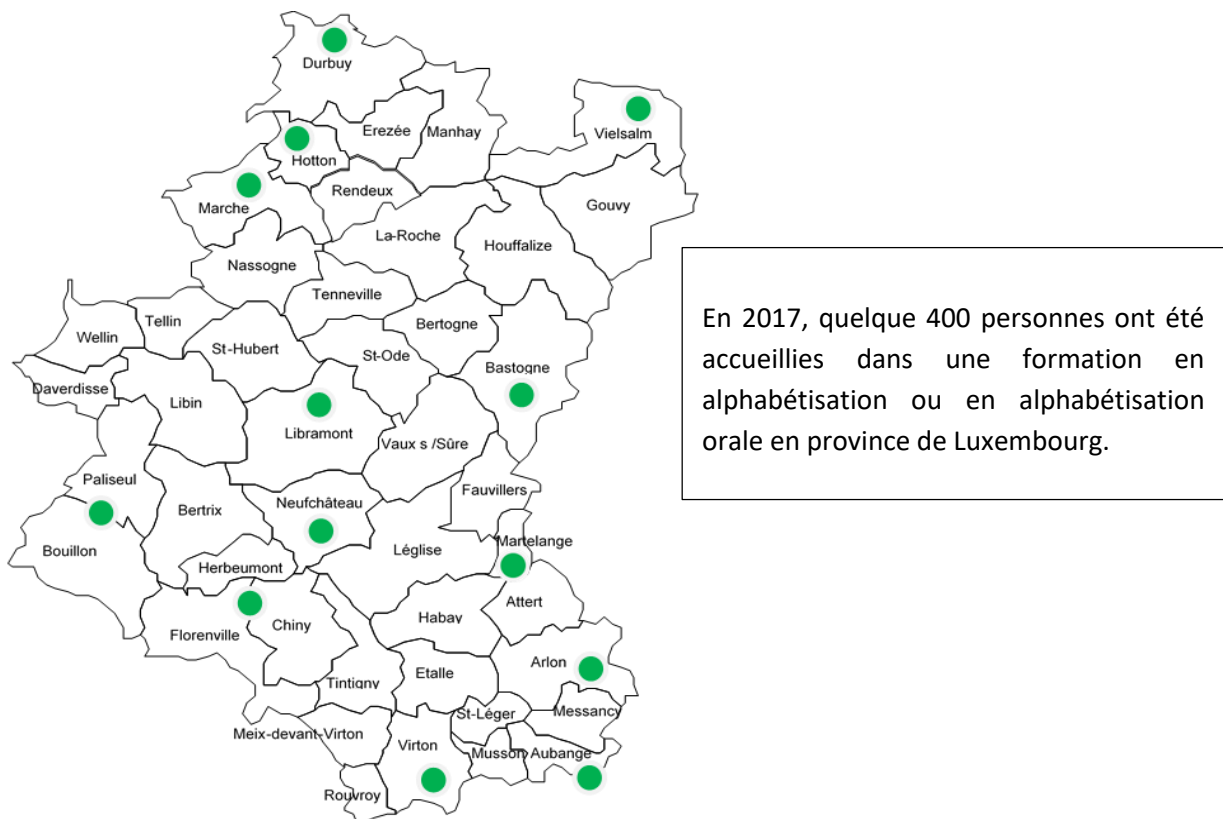 Durbuy
Vielsalm
Erezée
Manhay
Hotton
Rendeux
Marche
Gouvy
La-Roche
Houffalize
Nassogne
Tenneville
Tellin
Bertogne
Wellin
St-Hubert
St-Ode
Bastogne
Daverdisse
Libin
Libramont
Vaux s /Sûre
Paliseul
Fauvillers
Neufchâteau
Bertrix
Martelange
Bouillon
Léglise
Herbeumont
Attert
Habay
Chiny
Florenville
Arlon
Etalle
Tintigny
Messancy
St-Léger
Meix-devant-Virton
Virton
Musson
Aubange
Rouvroy
En 2017, quelque 400 personnes ont été
accueillies dans une formation en
alphabétisation ou en alphabétisation
orale en province de Luxembourg.